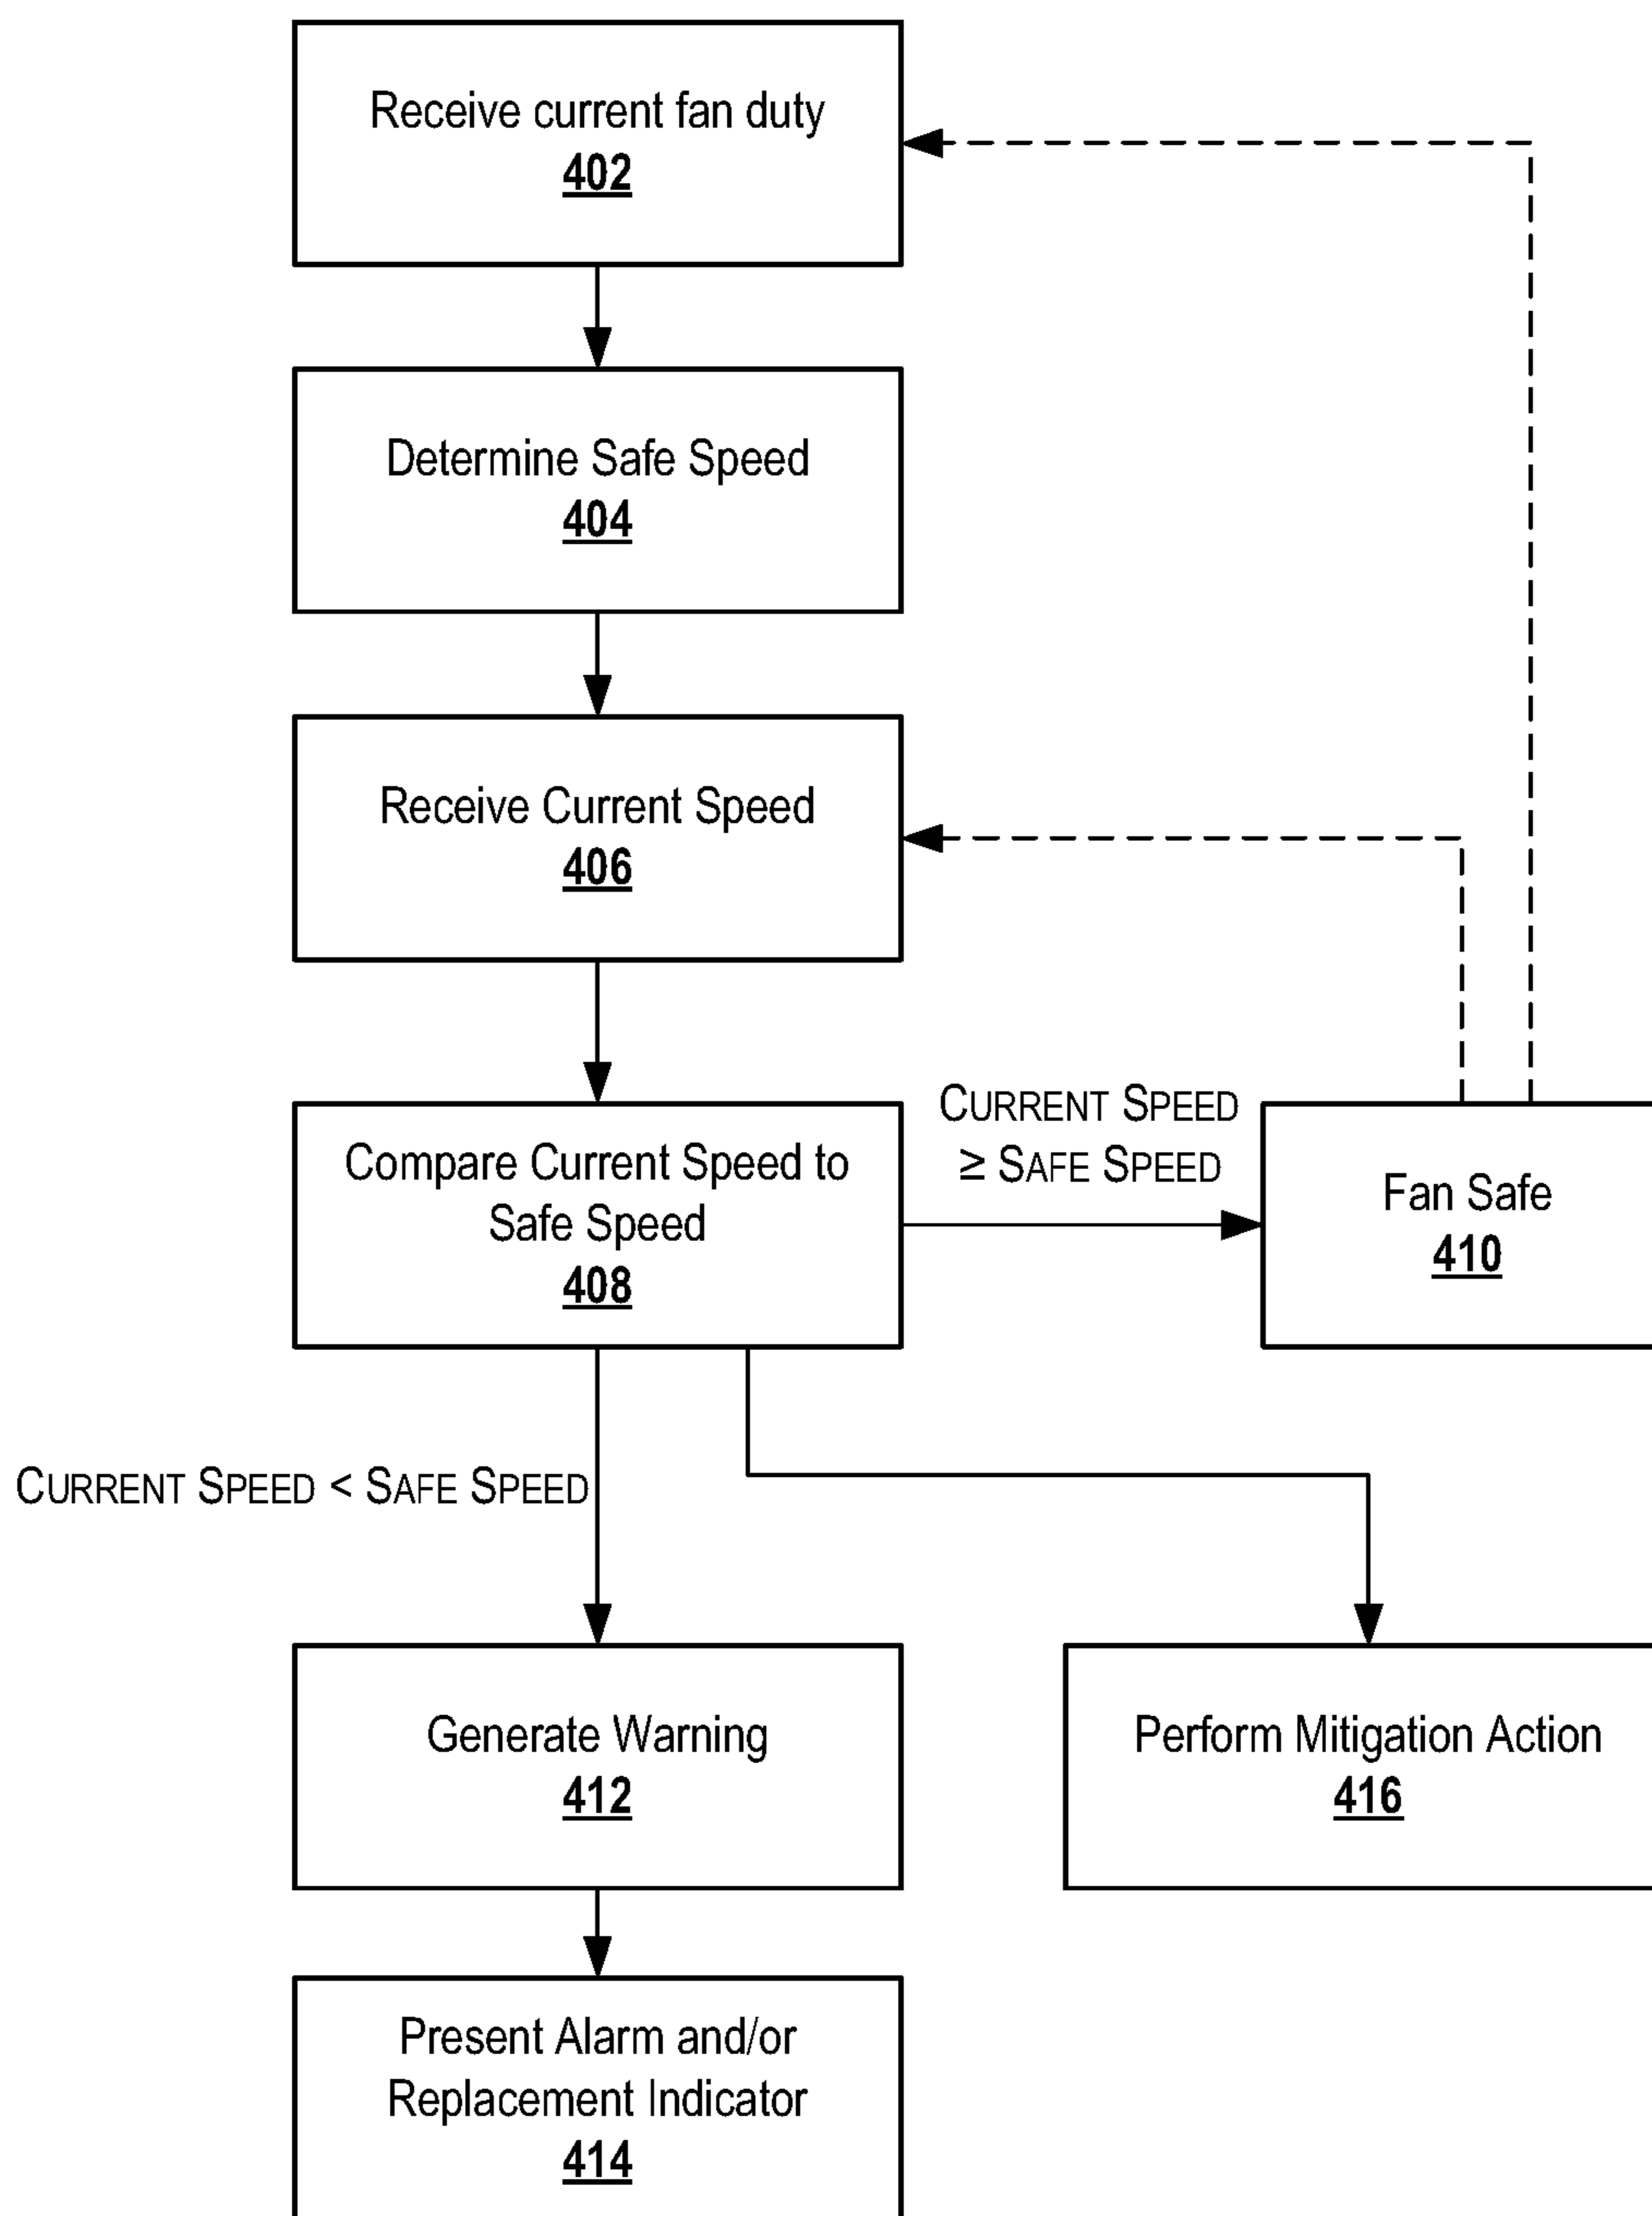 Receive current fan duty
402
Determine Safe Speed
404
Receive Current Speed
406
Compare Current Speed to
Safe Speed
408
CURRENT SPEED
≥ SAFE SPEED
Fan Safe
410
CURRENT SPEED < SAFE SPEED
Generate Warning
412
Perform Mitigation Action
416
Present Alarm and/or
Replacement Indicator
414